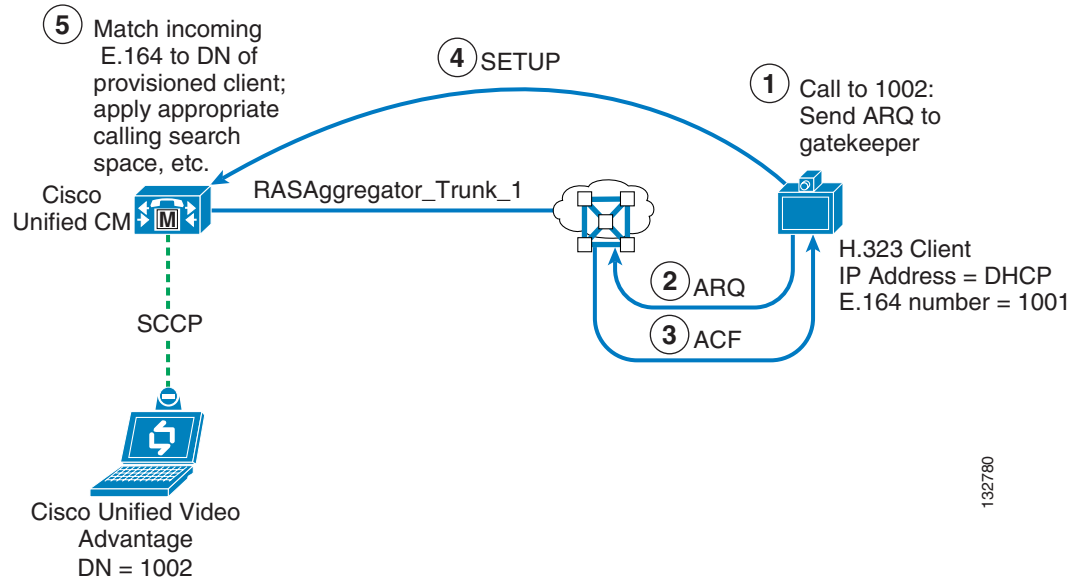 5 Match incoming
E.164 to DN of
provisioned client;
apply appropriate
calling search
space, etc.
4 SETUP
1 Call to 1002:
Send ARQ to
gatekeeper
Cisco
Unified CM
M
RASAggregator_Trunk_1
H.323 Client
IP Address = DHCP
E.164 number = 1001
2 ARQ
3 ACF
SCCP
Cisco Unified Video
Advantage
DN = 1002
132780